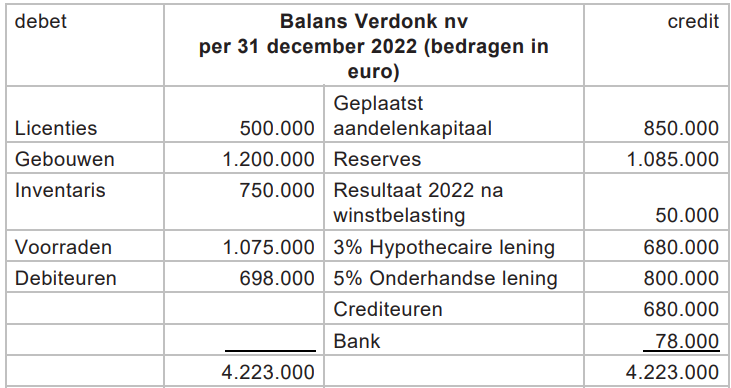 debet Balans Verdonk nv credit
per 31 december 2022 (bedragen in
euro)
Geplaatst
Licenties 500.000 aandelenkapitaal 850.000
Gebouwen 1.200.000 Reserves 1.085.000
Inventaris 750.000 Resultaat 2022 na
winstbelasting 50.000
Voorraden 1.075.000 3% Hypothecaire lening 680.000
Debiteuren 698.000 5% Onderhandse lening 800.000
Crediteuren 680.000
Bank 78.000
4.223.000 4.223.000